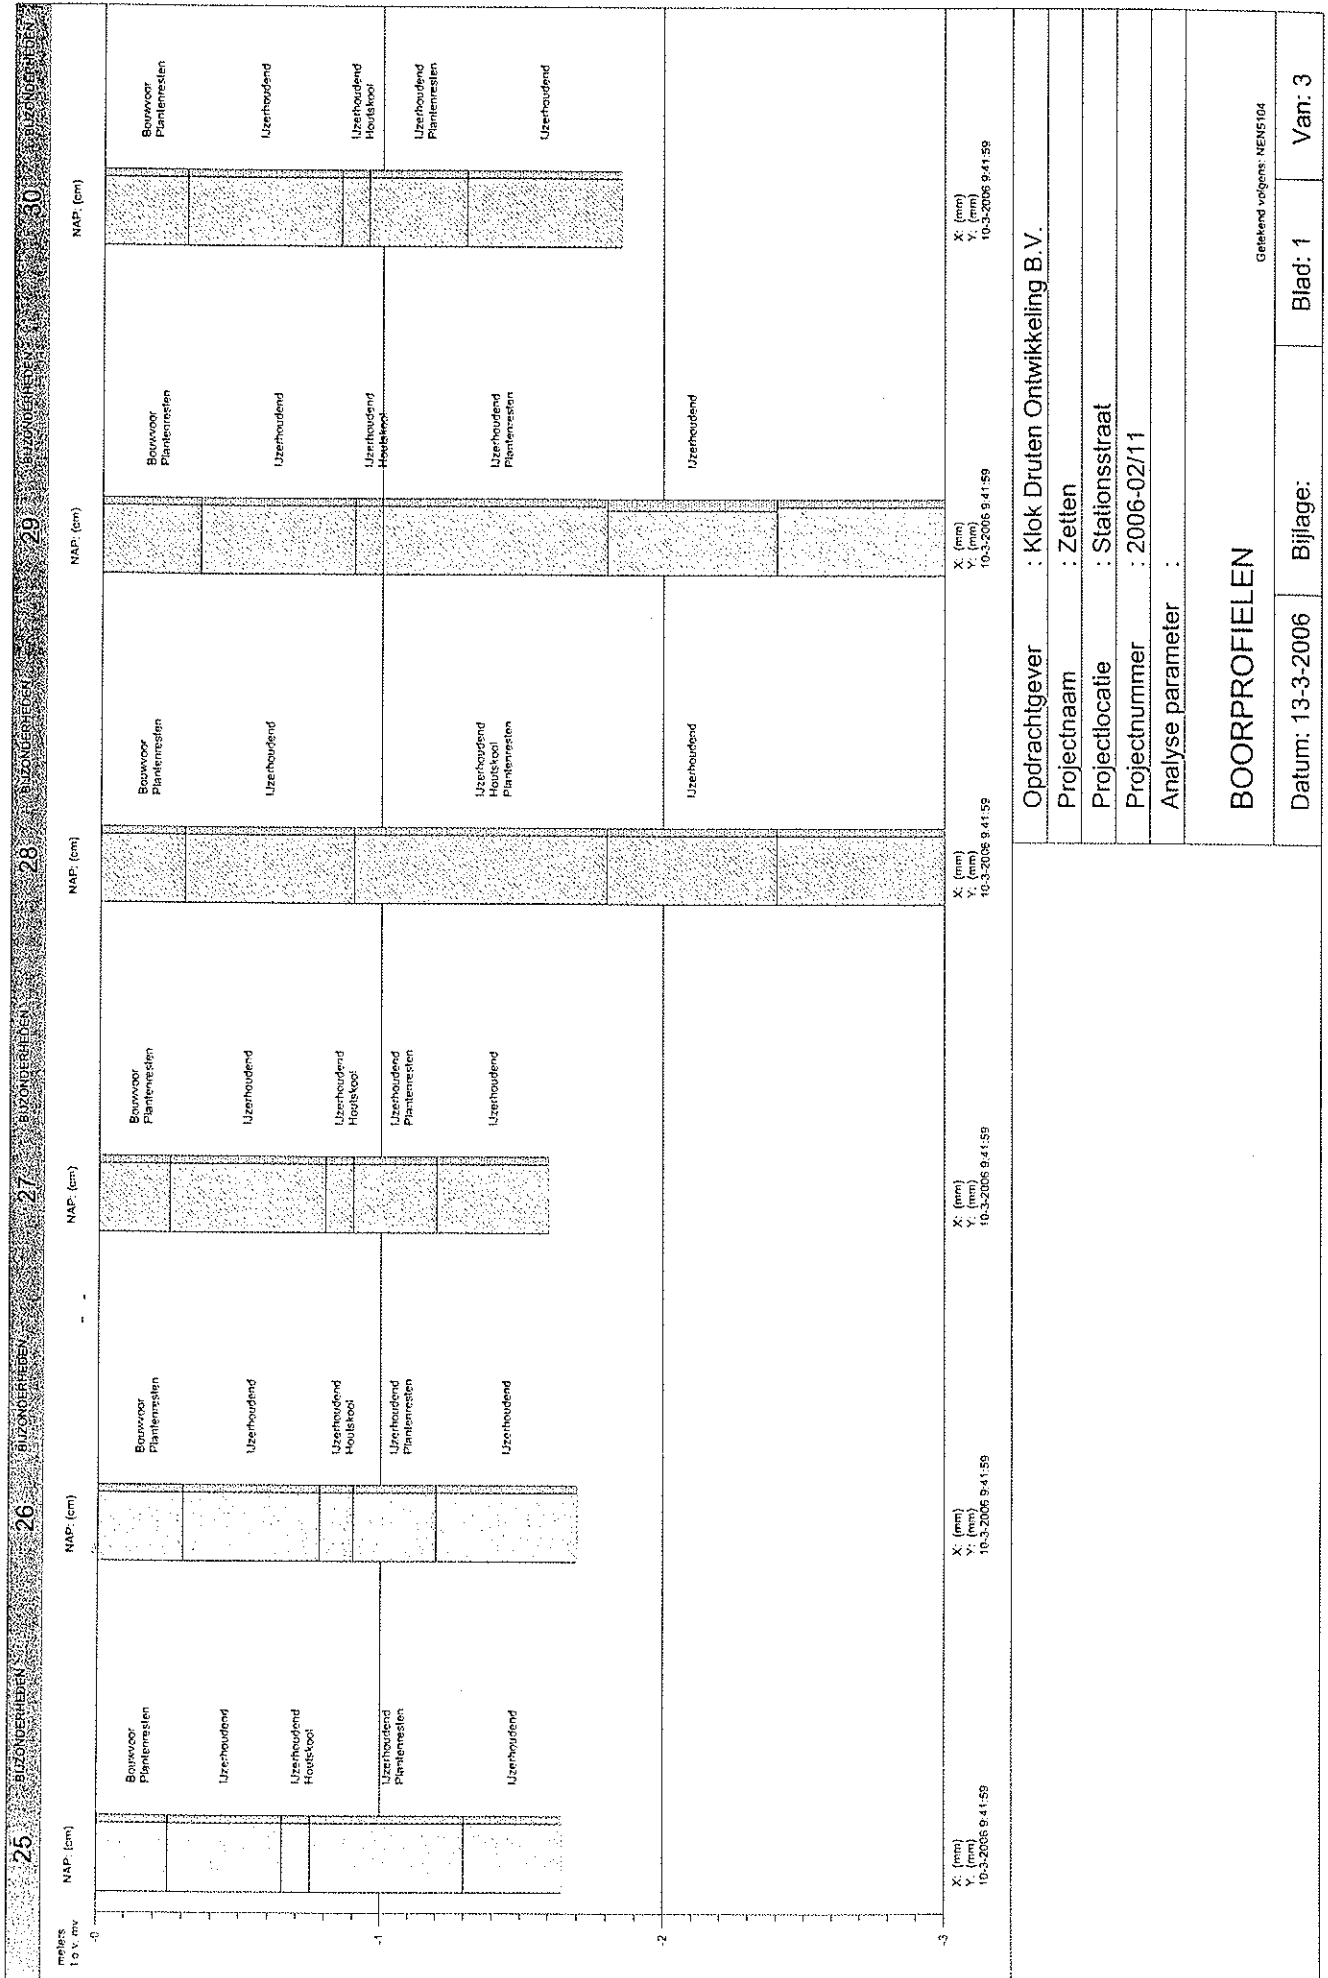 25 BIJZONDERHEDEN 26 BIJZONDERHEDEN 27 BIJZONDERHEDEN 28 BIJZONDERHEDEN 29 BIJZONDERHEDEN 30 BIJZONDERHEDEN
meters
t.o.v. mv
NAP: (cm) NAP: (cm) NAP: (cm) NAP: (cm) NAP: (cm) NAP: (cm)
-0
-1
-2
-3
Bouwvoor
Plantenresten
IJzerhoudend
IJzerhoudend
Houtskool
IJzerhoudend
Plantenresten
IJzerhoudend
X: (mm)
Y: (mm)
10-3-2006 9:41:59
Bouwvoor
Plantenresten
IJzerhoudend
IJzerhoudend
Houtskool
IJzerhoudend
Plantenresten
IJzerhoudend
X: (mm)
Y: (mm)
10-3-2006 9:41:59
Bouwvoor
Plantenresten
IJzerhoudend
IJzerhoudend
Houtskool
IJzerhoudend
Plantenresten
IJzerhoudend
X: (mm)
Y: (mm)
10-3-2006 9:41:59
Bouwvoor
Plantenresten
IJzerhoudend
IJzerhoudend
Houtskool
Plantenresten
IJzerhoudend
X: (mm)
Y: (mm)
10-3-2006 9:41:59
Bouwvoor
Plantenresten
IJzerhoudend
IJzerhoudend
Houtskool
IJzerhoudend
Plantenresten
IJzerhoudend
X: (mm)
Y: (mm)
10-3-2006 9:41:59
Bouwvoor
Plantenresten
IJzerhoudend
IJzerhoudend
Houtskool
IJzerhoudend
Plantenresten
IJzerhoudend
X: (mm)
Y: (mm)
10-3-2006 9:41:59
Opdrachtgever : Klok Druten Ontwikkeling B.V.
Projectnaam : Zetten
Projectlocatie : Stationsstraat
Projectnummer : 2006-02/11
Analyse parameter :
BOORPROFIELEN
Getekend volgens: NEN5104
Datum: 13-3-2006 Bijlage: Blad: 1 Van: 3